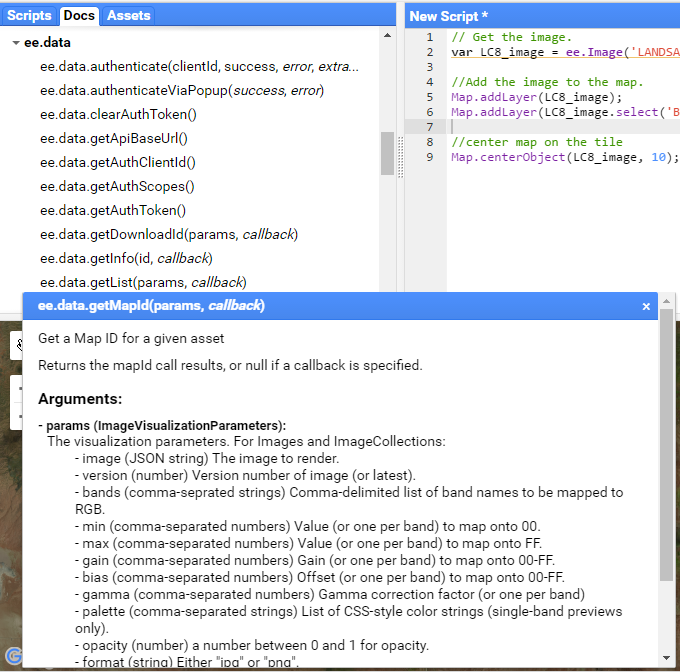 Scripts Docs Assets
ee.data
ee.data.authenticate(clientId, success, error, extra...
ee.data.authenticateViaPopup(success, error)
ee.data.clearAuthToken()
ee.data.getApiBaseUrl()
ee.data.getAuthClientId()
ee.data.getAuthScopes()
ee.data.getAuthToken()
ee.data.getDownloadId(params, callback)
ee.data.getInfo(id, callback)
ee.data.getList(params, callback)
New Script *
1 // Get the image.
2 var LC8_image = ee.Image('LANDSA
3
4 //Add the image to the map.
5 Map.addLayer(LC8_image);
6 Map.addLayer(LC8_image.select('B
7
8 //center map on the tile
9 Map.centerObject(LC8_image, 10);
ee.data.getMapId(params, callback) ×
Get a Map ID for a given asset
Returns the mapId call results, or null if a callback is specified.
Arguments:
- params (ImageVisualizationParameters):
The visualization parameters. For Images and ImageCollections:
- image (JSON string) The image to render.
- version (number) Version number of image (or latest).
- bands (comma-seprated strings) Comma-delimited list of band names to be mapped to
RGB.
- min (comma-separated numbers) Value (or one per band) to map onto 00.
- max (comma-separated numbers) Value (or one per band) to map onto FF.
- gain (comma-separated numbers) Gain (or one per band) to map onto 00-FF.
- bias (comma-separated numbers) Offset (or one per band) to map onto 00-FF.
- gamma (comma-separated numbers) Gamma correction factor (or one per band)
- palette (comma-separated strings) List of CSS-style color strings (single-band previews
only).
- opacity (number) a number between 0 and 1 for opacity.
- format (string) Either "jpg" or "png".
G